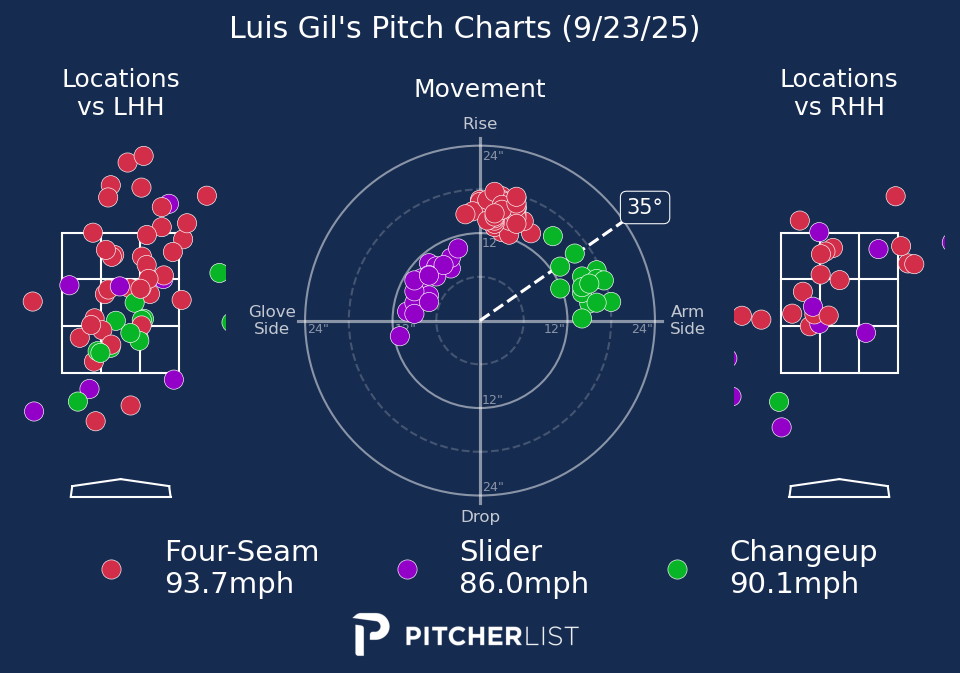 Luis Gil's Pitch Charts (9/23/25)
Locations
vs LHH
Movement
Locations
vs RHH
Rise
24"
35°
12"
Glove
Side
24"
12"
12"
24"
Arm
Side
12"
24"
Drop
Four-Seam
93.7mph
Slider
86.0mph
Changeup
90.1mph
PITCHERLIST